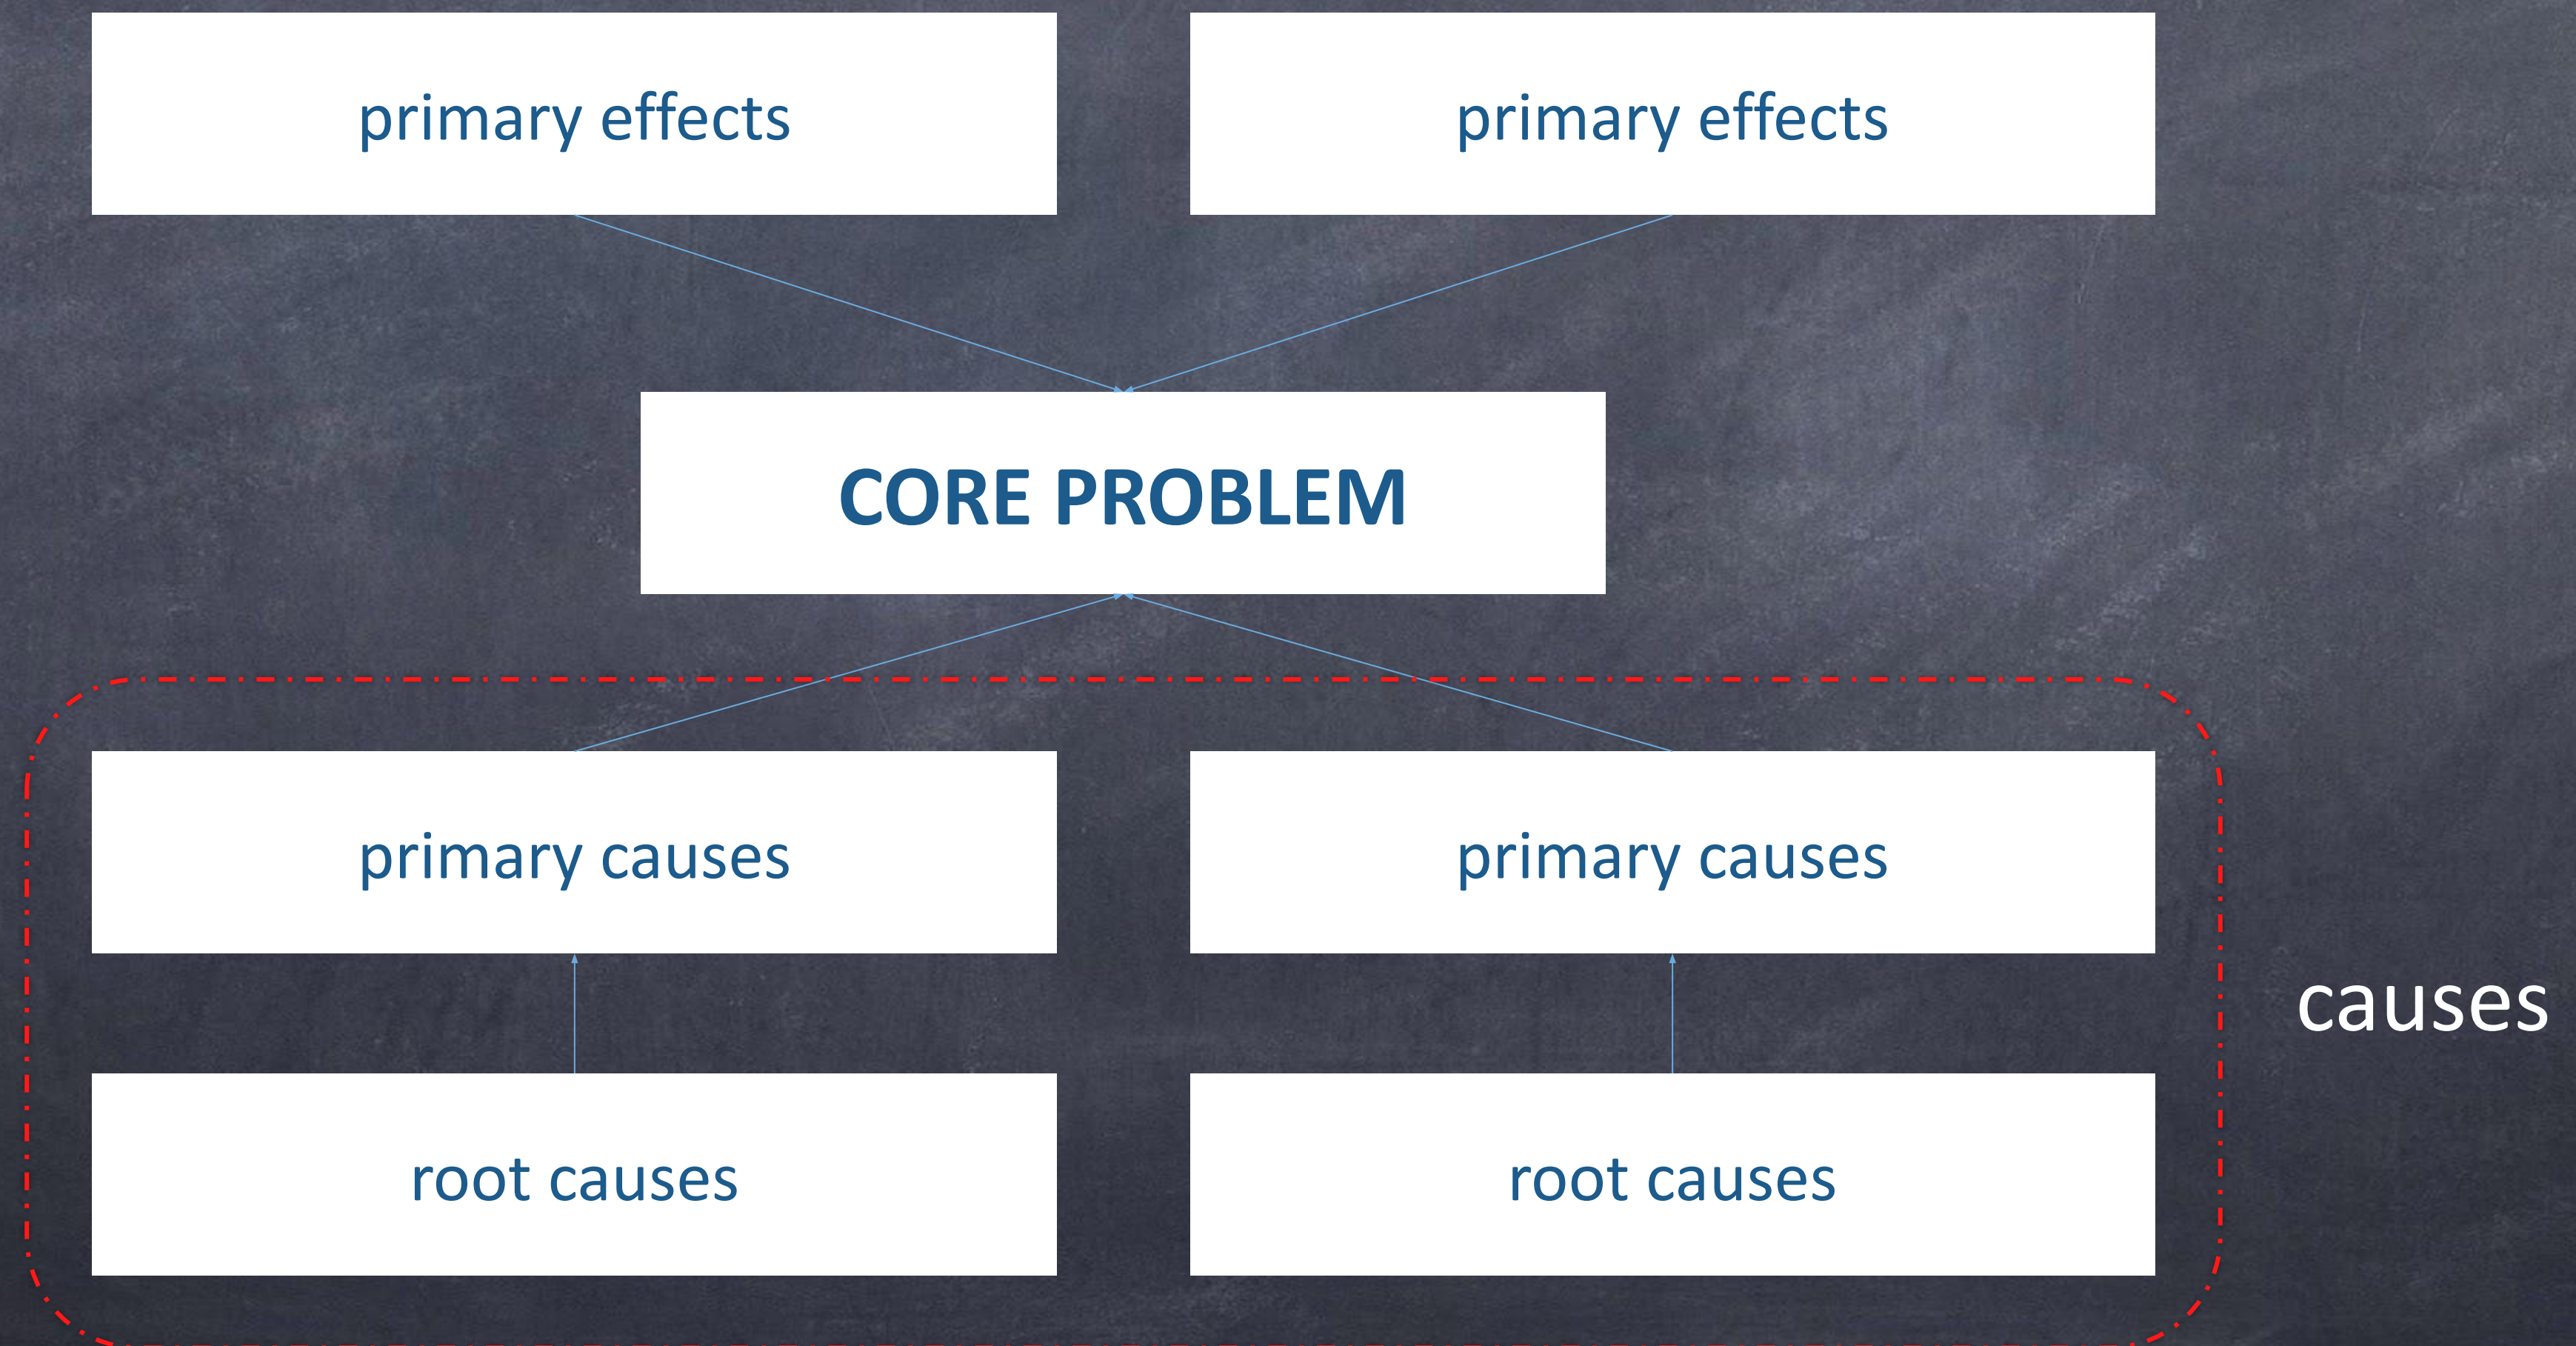 primary effects
primary effects
CORE PROBLEM
primary causes
primary causes
causes
root causes
root causes